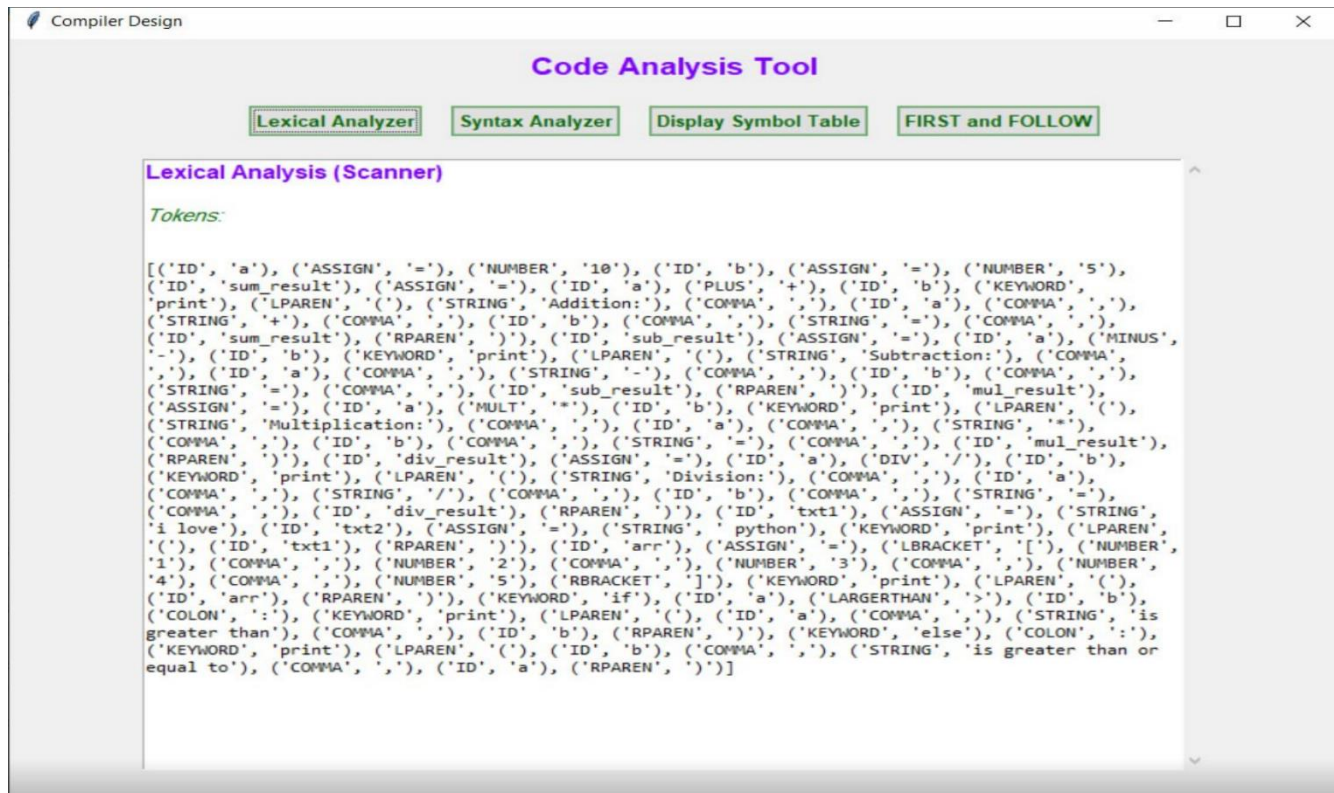 Compiler Design
Code Analysis Tool
Lexical Analyzer
Syntax Analyzer
Display Symbol Table
FIRST and FOLLOW
Lexical Analysis (Scanner)
Tokens:
[('ID', 'a'), ('ASSIGN', '='), ('NUMBER', '10'), ('ID', 'b'), ('ASSIGN', '='), ('NUMBER', '5'),
('ID', 'sum_result'), ('ASSIGN', '='), ('ID', 'a'), ('PLUS', '+'), ('ID', 'b'), ('KEYWORD',
'print'), ('LPAREN', '('), ('STRING', 'Addition:'), ('COMMA', ','), ('ID', 'a'), ('COMMA', ','),
('STRING', '+'), ('COMMA', ','), ('ID', 'b'), ('COMMA', ','), ('STRING', '='), ('COMMA', ','),
('ID', 'sum_result'), ('RPAREN', ')'), ('ID', 'sub_result'), ('ASSIGN', '='), ('ID', 'a'), ('MINUS',
'-'), ('ID', 'b'), ('KEYWORD', 'print'), ('LPAREN', '('), ('STRING', 'Subtraction:'), ('COMMA',
','), ('ID', 'a'), ('COMMA', ','), ('STRING', '-'), ('COMMA', ','), ('ID', 'b'), ('COMMA', ','),
('STRING', '='), ('COMMA', ','), ('ID', 'sub_result'), ('RPAREN', ')'), ('ID', 'mul_result'),
('ASSIGN', '='), ('ID', 'a'), ('MULT', '*'), ('ID', 'b'), ('KEYWORD', 'print'), ('LPAREN', '('),
('STRING', 'Multiplication:'), ('COMMA', ','), ('ID', 'a'), ('COMMA', ','), ('STRING', '*'),
('COMMA', ','), ('ID', 'b'), ('COMMA', ','), ('STRING', '='), ('COMMA', ','), ('ID', 'mul_result'),
('RPAREN', ')'), ('ID', 'div_result'), ('ASSIGN', '='), ('ID', 'a'), ('DIV', '/'), ('ID', 'b'),
('KEYWORD', 'print'), ('LPAREN', '('), ('STRING', 'Division:'), ('COMMA', ','), ('ID', 'a'),
('COMMA', ','), ('STRING', '/'), ('COMMA', ','), ('ID', 'b'), ('COMMA', ','), ('STRING', '='),
('COMMA', ','), ('ID', 'div_result'), ('RPAREN', ')'), ('ID', 'txt1'), ('ASSIGN', '='), ('STRING',
'i love'), ('ID', 'txt2'), ('ASSIGN', '='), ('STRING', ' python'), ('KEYWORD', 'print'), ('LPAREN',
'('), ('ID', 'txt1'), ('RPAREN', ')'), ('ID', 'arr'), ('ASSIGN', '='), ('LBRACKET', '['), ('NUMBER',
'1'), ('COMMA', ','), ('NUMBER', '2'), ('COMMA', ','), ('NUMBER', '3'), ('COMMA', ','), ('NUMBER',
'4'), ('COMMA', ','), ('NUMBER', '5'), ('RBRACKET', ']'), ('KEYWORD', 'print'), ('LPAREN', '('),
('ID', 'arr'), ('RPAREN', ')'), ('KEYWORD', 'if'), ('ID', 'a'), ('LARGERTHAN', '>'), ('ID', 'b'),
('COLON', ':'), ('KEYWORD', 'print'), ('LPAREN', '('), ('ID', 'a'), ('COMMA', ','), ('STRING', 'is
greater than'), ('COMMA', ','), ('ID', 'b'), ('RPAREN', ')'), ('KEYWORD', 'else'), ('COLON', ':'),
('KEYWORD', 'print'), ('LPAREN', '('), ('ID', 'b'), ('COMMA', ','), ('STRING', 'is greater than or
equal to'), ('COMMA', ','), ('ID', 'a'), ('RPAREN', ')')]